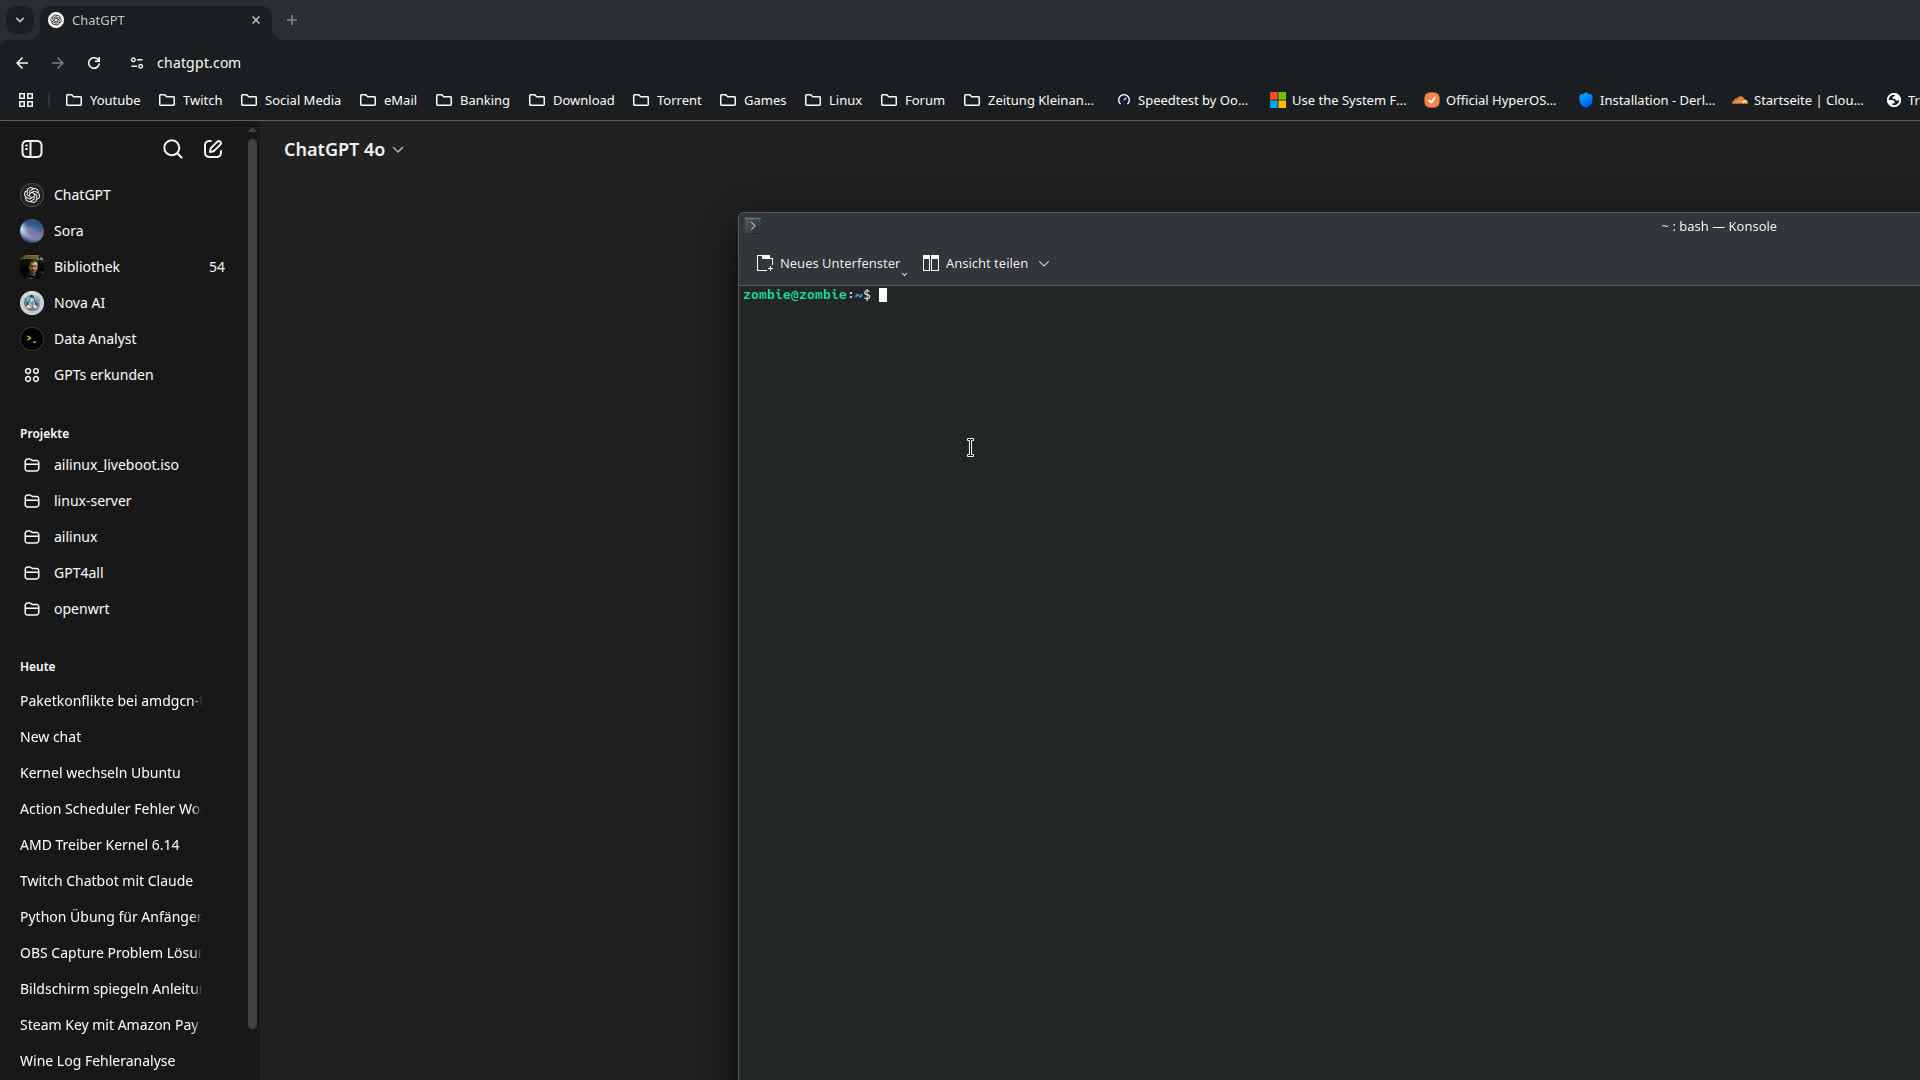 ChatGPT
chatgpt.com
Youtube
Twitch
Social Media
eMail
Banking
Download
Torrent
Games
Linux
Forum
Zeitung Kleinan...
Speedtest by Oo...
Use the System F...
Official HyperOS...
Installation - Derl...
Startseite | Clou...
Tr
ChatGPT 4o
ChatGPT
Sora
Bibliothek 54
Nova AI
Data Analyst
GPTs erkunden
Projekte
ailinux_liveboot.iso
linux-server
ailinux
GPT4all
openwrt
Heute
Paketkonflikte bei amdgcn-
New chat
Kernel wechseln Ubuntu
Action Scheduler Fehler Wo
AMD Treiber Kernel 6.14
Twitch Chatbot mit Claude
Python Übung für Anfänger
OBS Capture Problem Lösu
Bildschirm spiegeln Anleitu
Steam Key mit Amazon Pay
Wine Log Fehleranalyse
~ : bash — Konsole
Neues Unterfenster
Ansicht teilen
zombie@zombie:~$